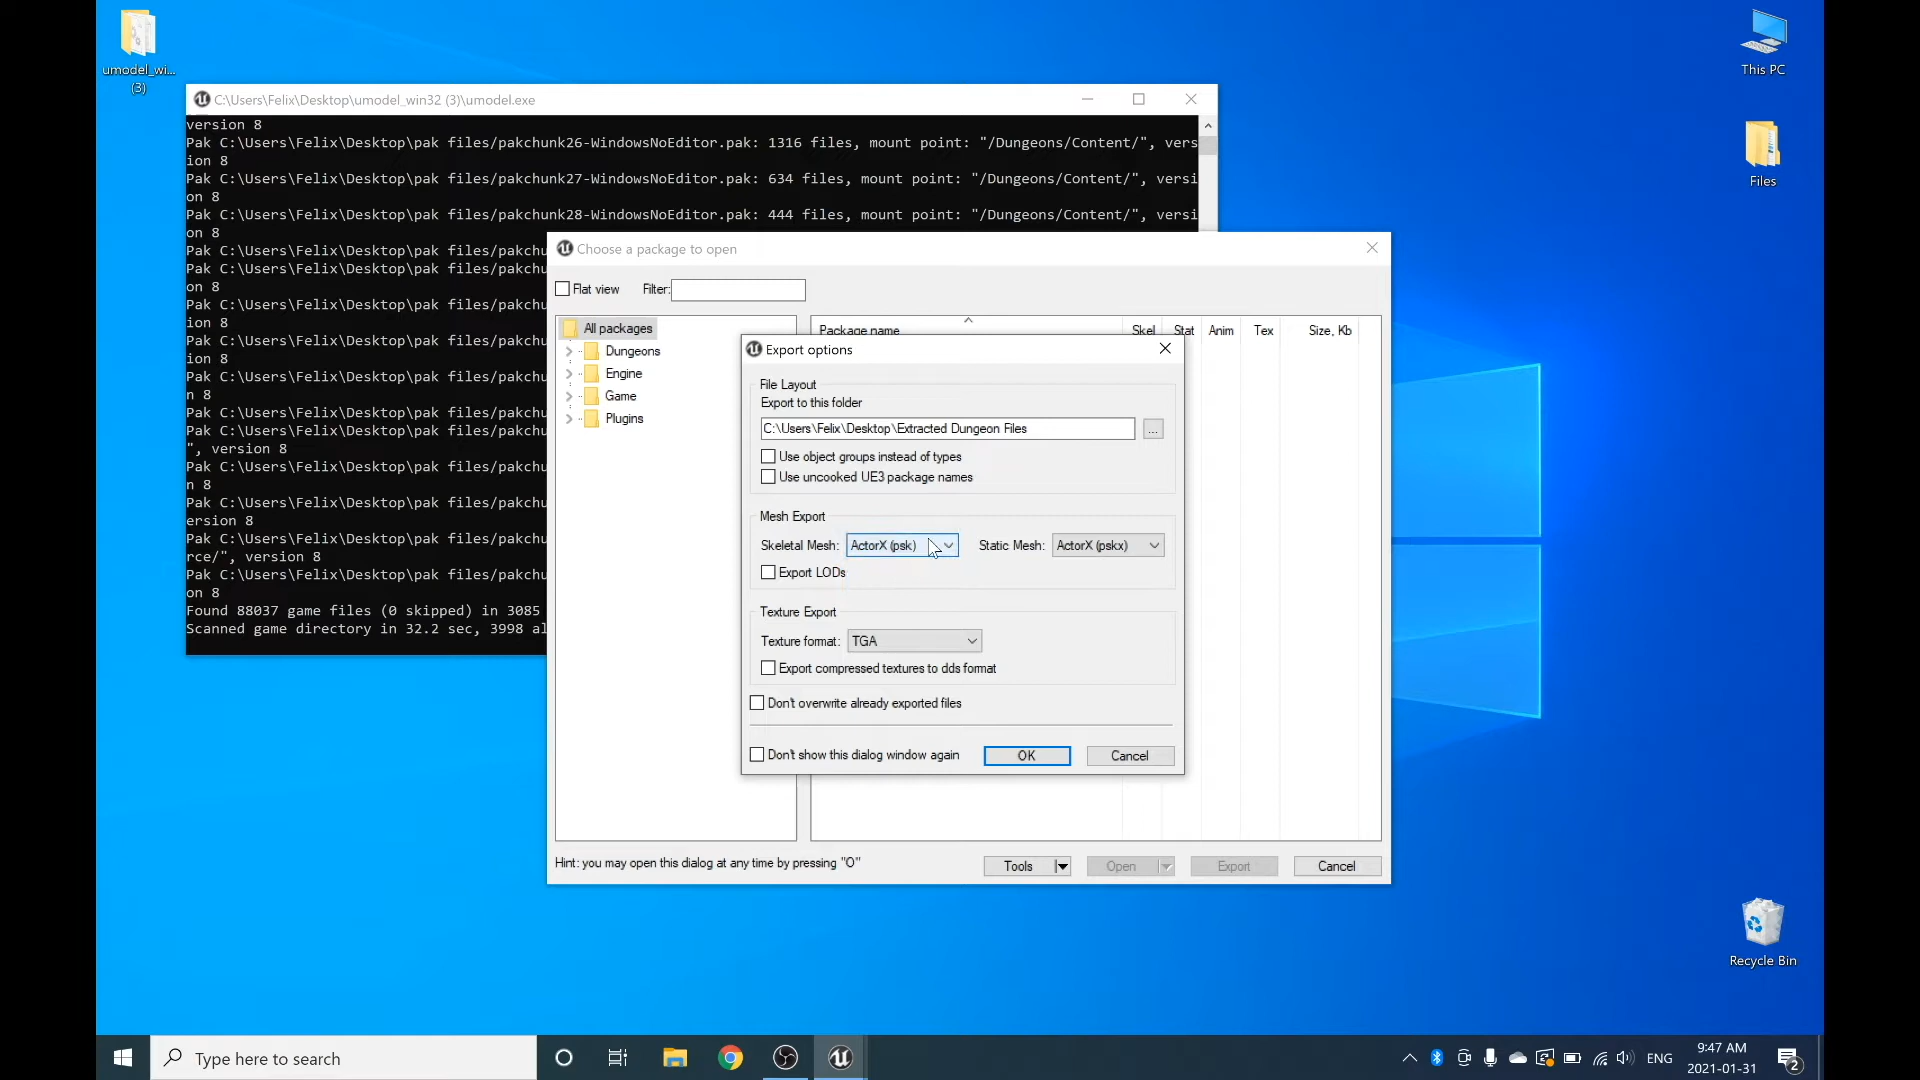 umodel_wi...
(3)
This PC
Files
C:\Users\Felix\Desktop\umodel_win32 (3)\umodel.exe
version 8
Pak C:\Users\Felix\Desktop\pak files/pakchunk26-WindowsNoEditor.pak: 1316 files, mount point: "/Dungeons/Content/", vers
ion 8
Pak C:\Users\Felix\Desktop\pak files/pakchunk27-WindowsNoEditor.pak: 634 files, mount point: "/Dungeons/Content/", versi
on 8
Pak C:\Users\Felix\Desktop\pak files/pakchunk28-WindowsNoEditor.pak: 444 files, mount point: "/Dungeons/Content/", versi
on 8
Pak C:\Users\Felix\Desktop\pak files/pakchu
Pak C:\Users\Felix\Desktop\pak files/pakchu
on 8
Pak C:\Users\Felix\Desktop\pak files/pakchu
ion 8
Pak C:\Users\Felix\Desktop\pak files/pakchu
ion 8
Pak C:\Users\Felix\Desktop\pak files/pakchu
n 8
Pak C:\Users\Felix\Desktop\pak files/pakchu
Pak C:\Users\Felix\Desktop\pak files/pakchu
", version 8
Pak C:\Users\Felix\Desktop\pak files/pakchu
n 8
Pak C:\Users\Felix\Desktop\pak files/pakchu
ersion 8
Pak C:\Users\Felix\Desktop\pak files/pakchu
rce/", version 8
Pak C:\Users\Felix\Desktop\pak files/pakchu
on 8
Found 88037 game files (0 skipped) in 3085
Scanned game directory in 32.2 sec, 3998 al
Choose a package to open
Flat view Filter:
All packages
Dungeons
Engine
Game
Plugins
Package name Skel Stat Anim Tex Size, Kb
Export options
File Layout
Export to this folder
C:\Users\Felix\Desktop\Extracted Dungeon Files
...
Use object groups instead of types
Use uncooked UE3 package names
Mesh Export
Skeletal Mesh: ActorX (psk) Static Mesh: ActorX (pskx)
Export LODs
Texture Export
Texture format: TGA
Export compressed textures to dds format
Don't overwrite already exported files
Don't show this dialog window again OK Cancel
Hint: you may open this dialog at any time by pressing "O" Tools Open Export Cancel
Recycle Bin
Type here to search
ENG
9:47 AM
2021-01-31
2